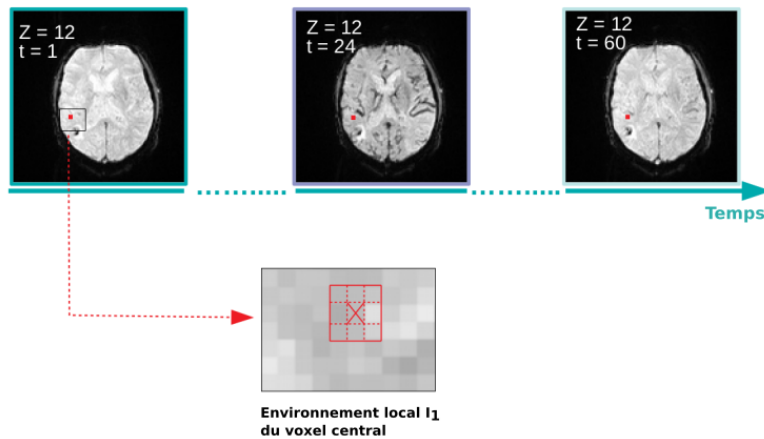 Z = 12
t = 1
Z = 12
t = 24
Z = 12
t = 60
Temps
Environnement local I1
du voxel central